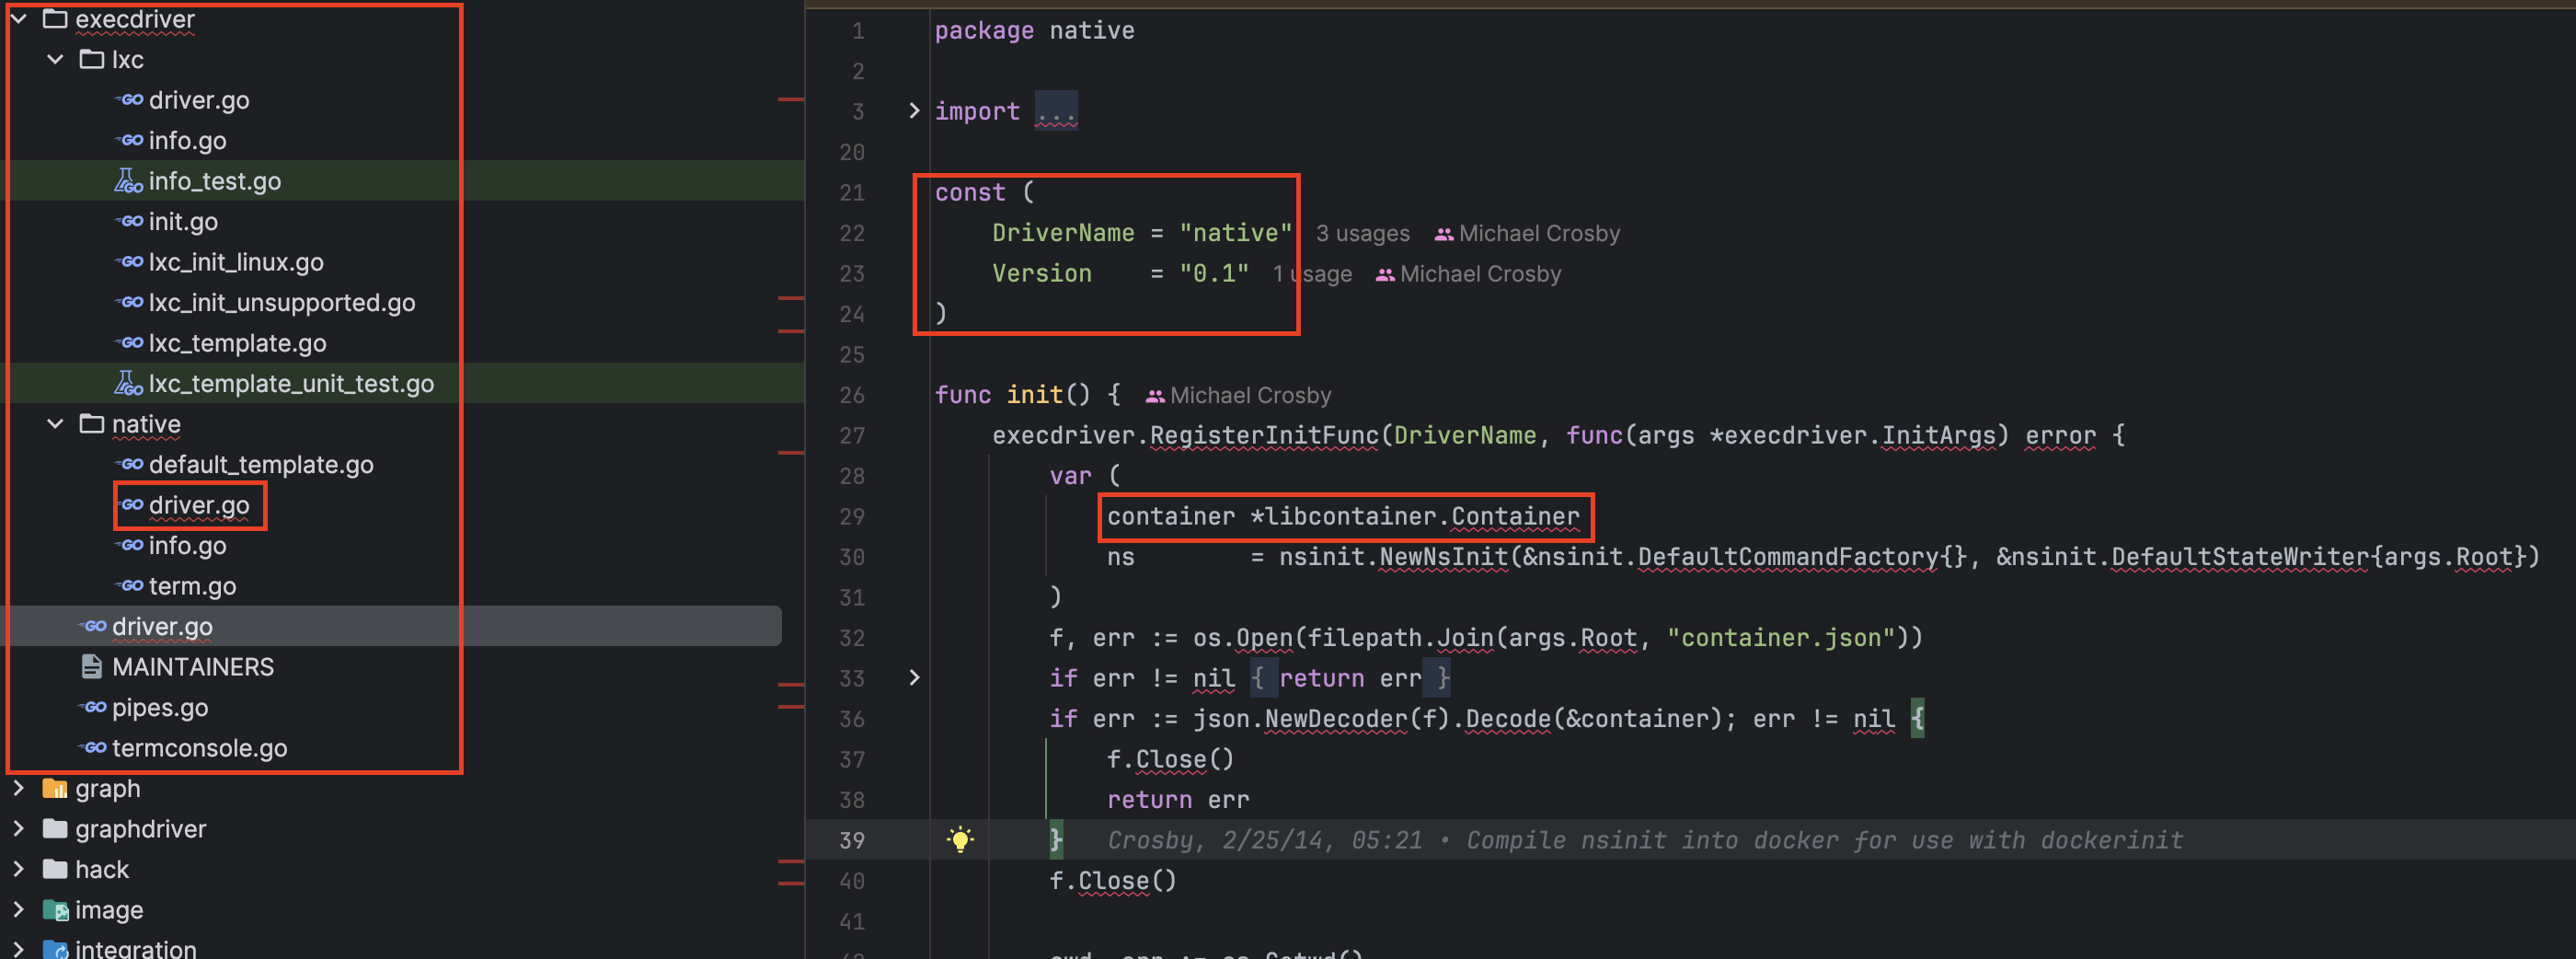 execdriver
lxc
driver.go
info.go
info_test.go
init.go
lxc_init_linux.go
lxc_init_unsupported.go
lxc_template.go
lxc_template_unit_test.go
native
default_template.go
driver.go
info.go
term.go
driver.go
MAINTAINERS
pipes.go
termconsole.go
graph
graphdriver
hack
image
integration
1 package native
2
3 import ...
20
21 const (
22 DriverName = "native" 3 usages Michael Crosby
23 Version = "0.1" 1 usage Michael Crosby
24 )
25
26 func init() { Michael Crosby
27 execdriver.RegisterInitFunc(DriverName, func(args *execdriver.InitArgs) error {
28 var (
29 container *libcontainer.Container
30 ns = nsinit.NewNsInit(&nsinit.DefaultCommandFactory{}, &nsinit.DefaultStateWriter{args.Root})
31 )
32 f, err := os.Open(filepath.Join(args.Root, "container.json"))
33 if err != nil { return err }
36 if err := json.NewDecoder(f).Decode(&container); err != nil {
37 f.Close()
38 return err
39 } Crosby, 2/25/14, 05:21 • Compile nsinit into docker for use with dockerinit
40 f.Close()
41